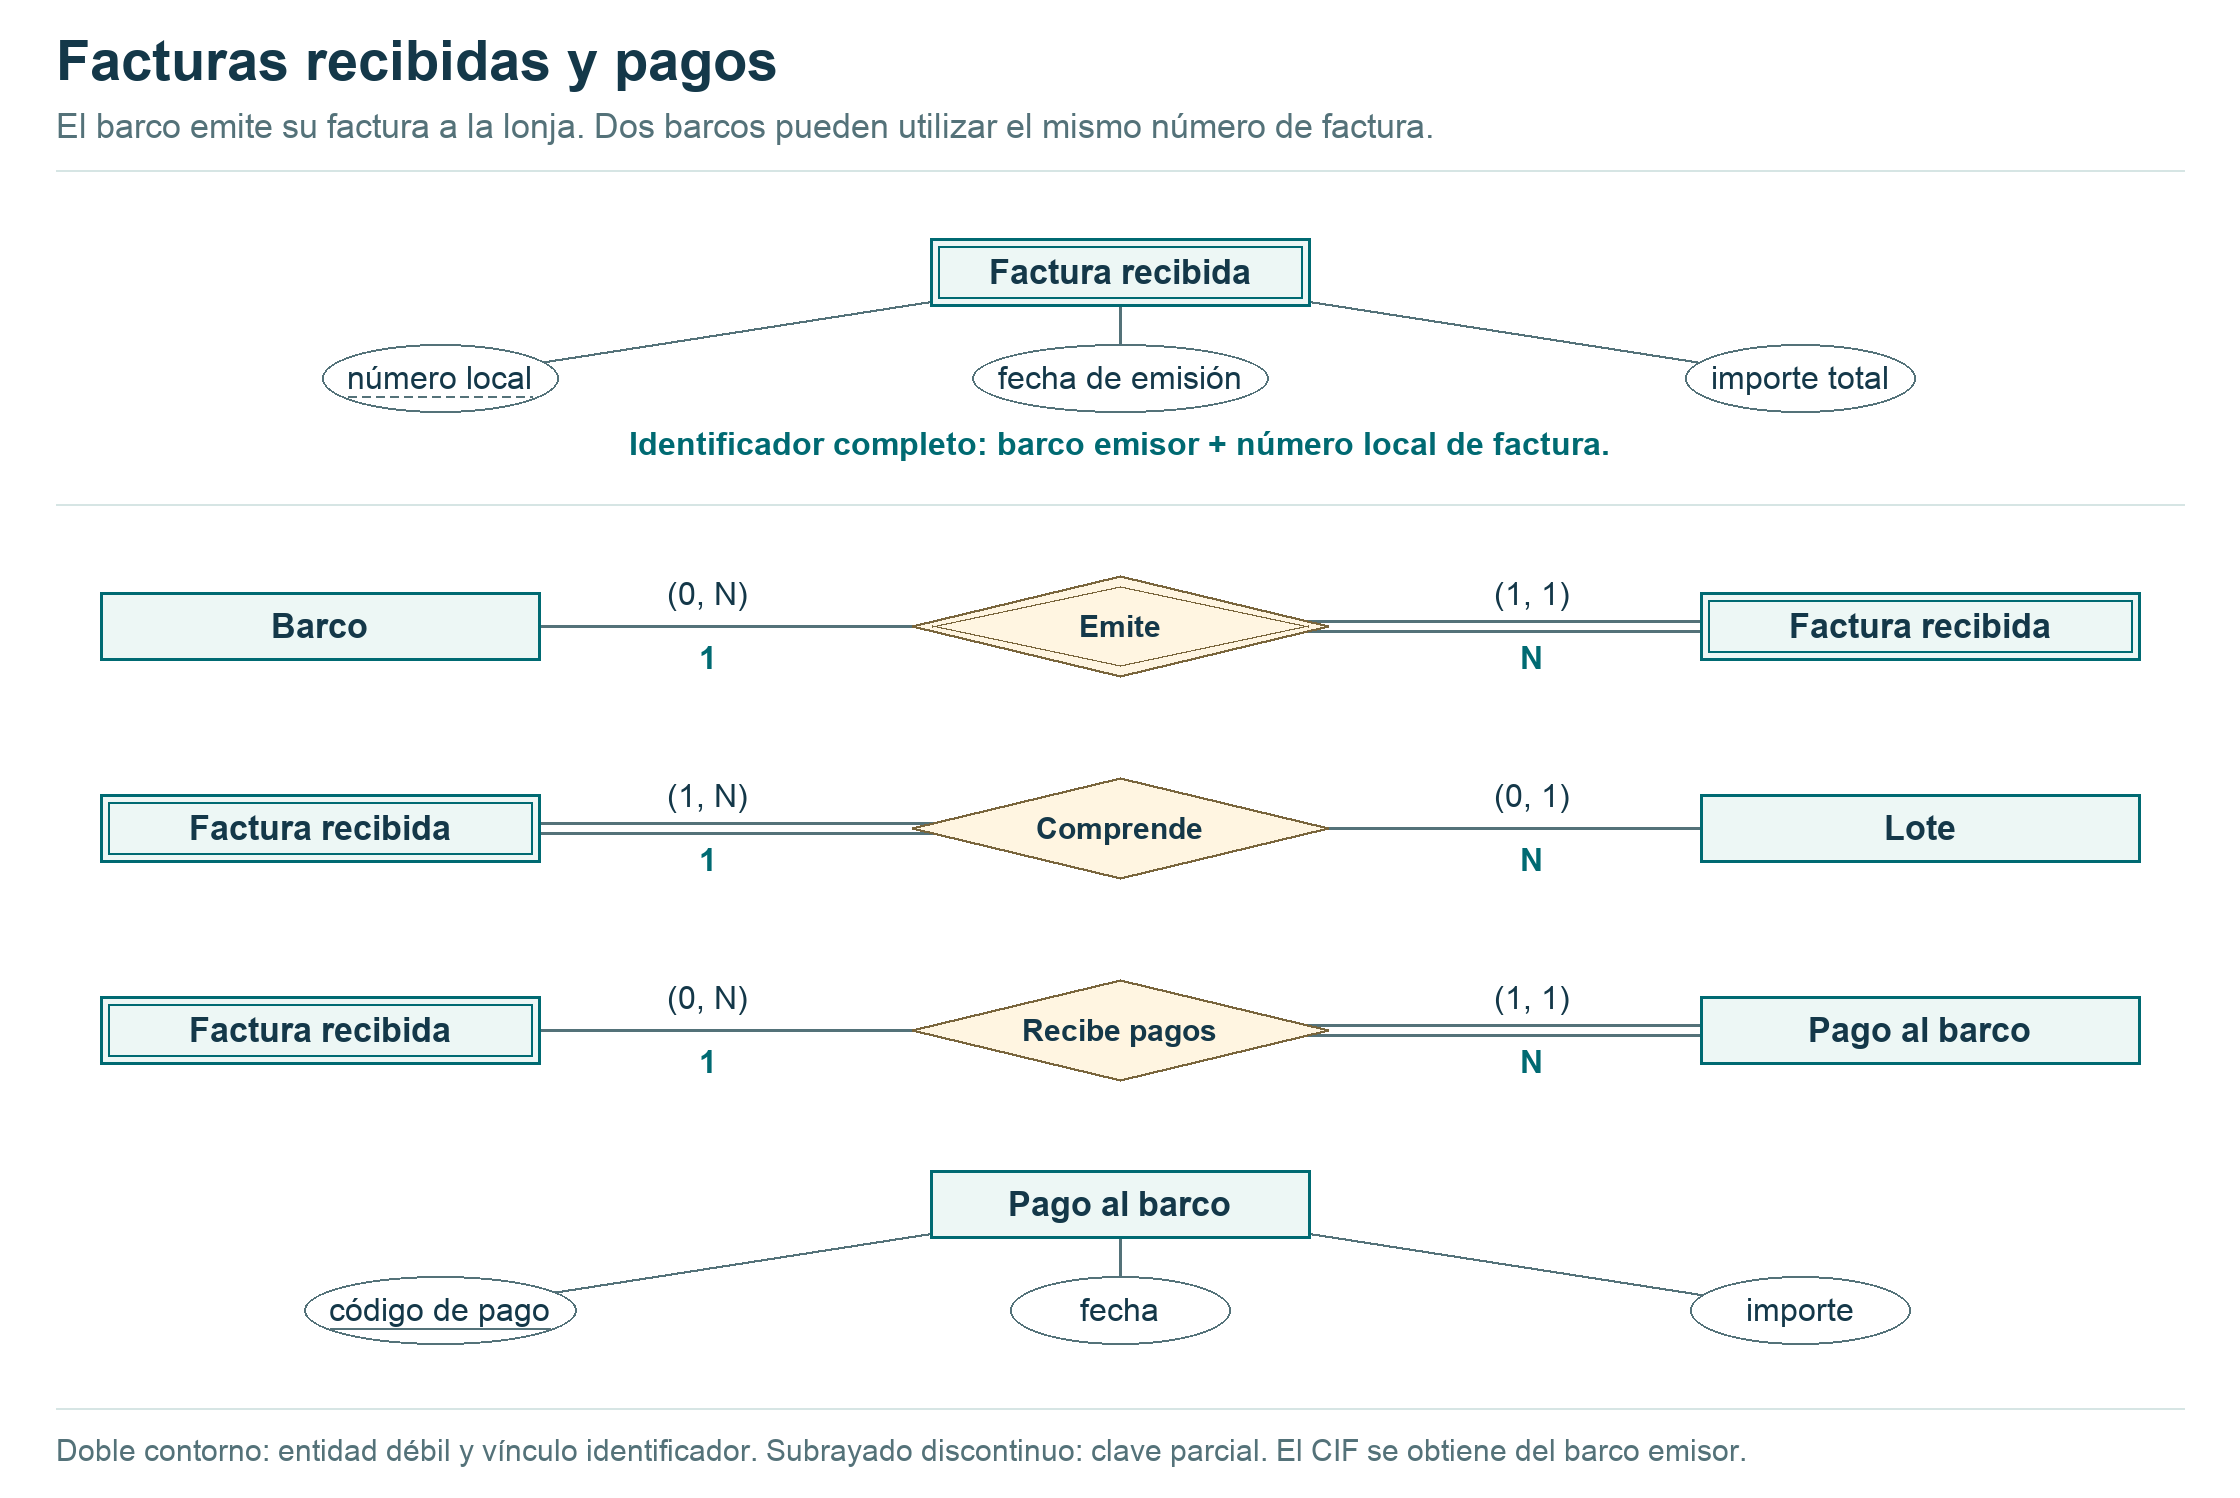 Facturas recibidas y pagos
El barco emite su factura a la lonja. Dos barcos pueden utilizar el mismo número de factura.
Factura recibida
número local
fecha de emisión
importe total
Identificador completo: barco emisor + número local de factura.
(0, N)
(1, 1)
Barco
Emite
Factura recibida
1
N
(1, N)
(0, 1)
Factura recibida
Comprende
Lote
1
N
(0, N)
(1, 1)
Factura recibida
Recibe pagos
Pago al barco
1
N
Pago al barco
código de pago
fecha
importe
Doble contorno: entidad débil y vínculo identificador. Subrayado discontinuo: clave parcial. El CIF se obtiene del barco emisor.